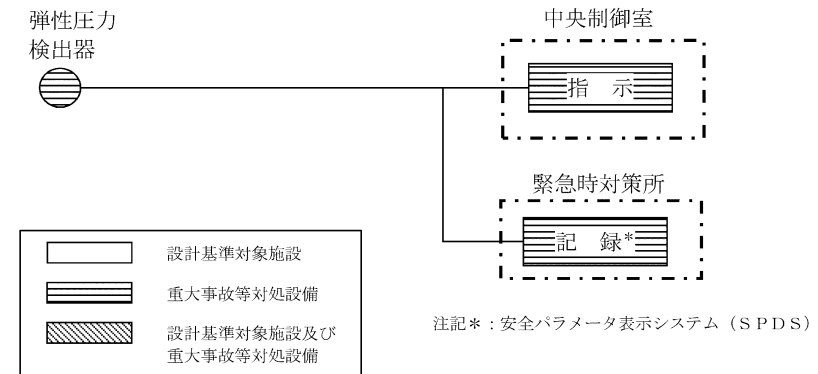 弾性圧力
検出器
中央制御室
指　示
緊急時対策所
記　録*
設計基準対象施設
重大事故等対処設備
設計基準対象施設及び
重大事故等対処設備
注記＊：安全パラメータ表示システム（ＳＰＤＳ）